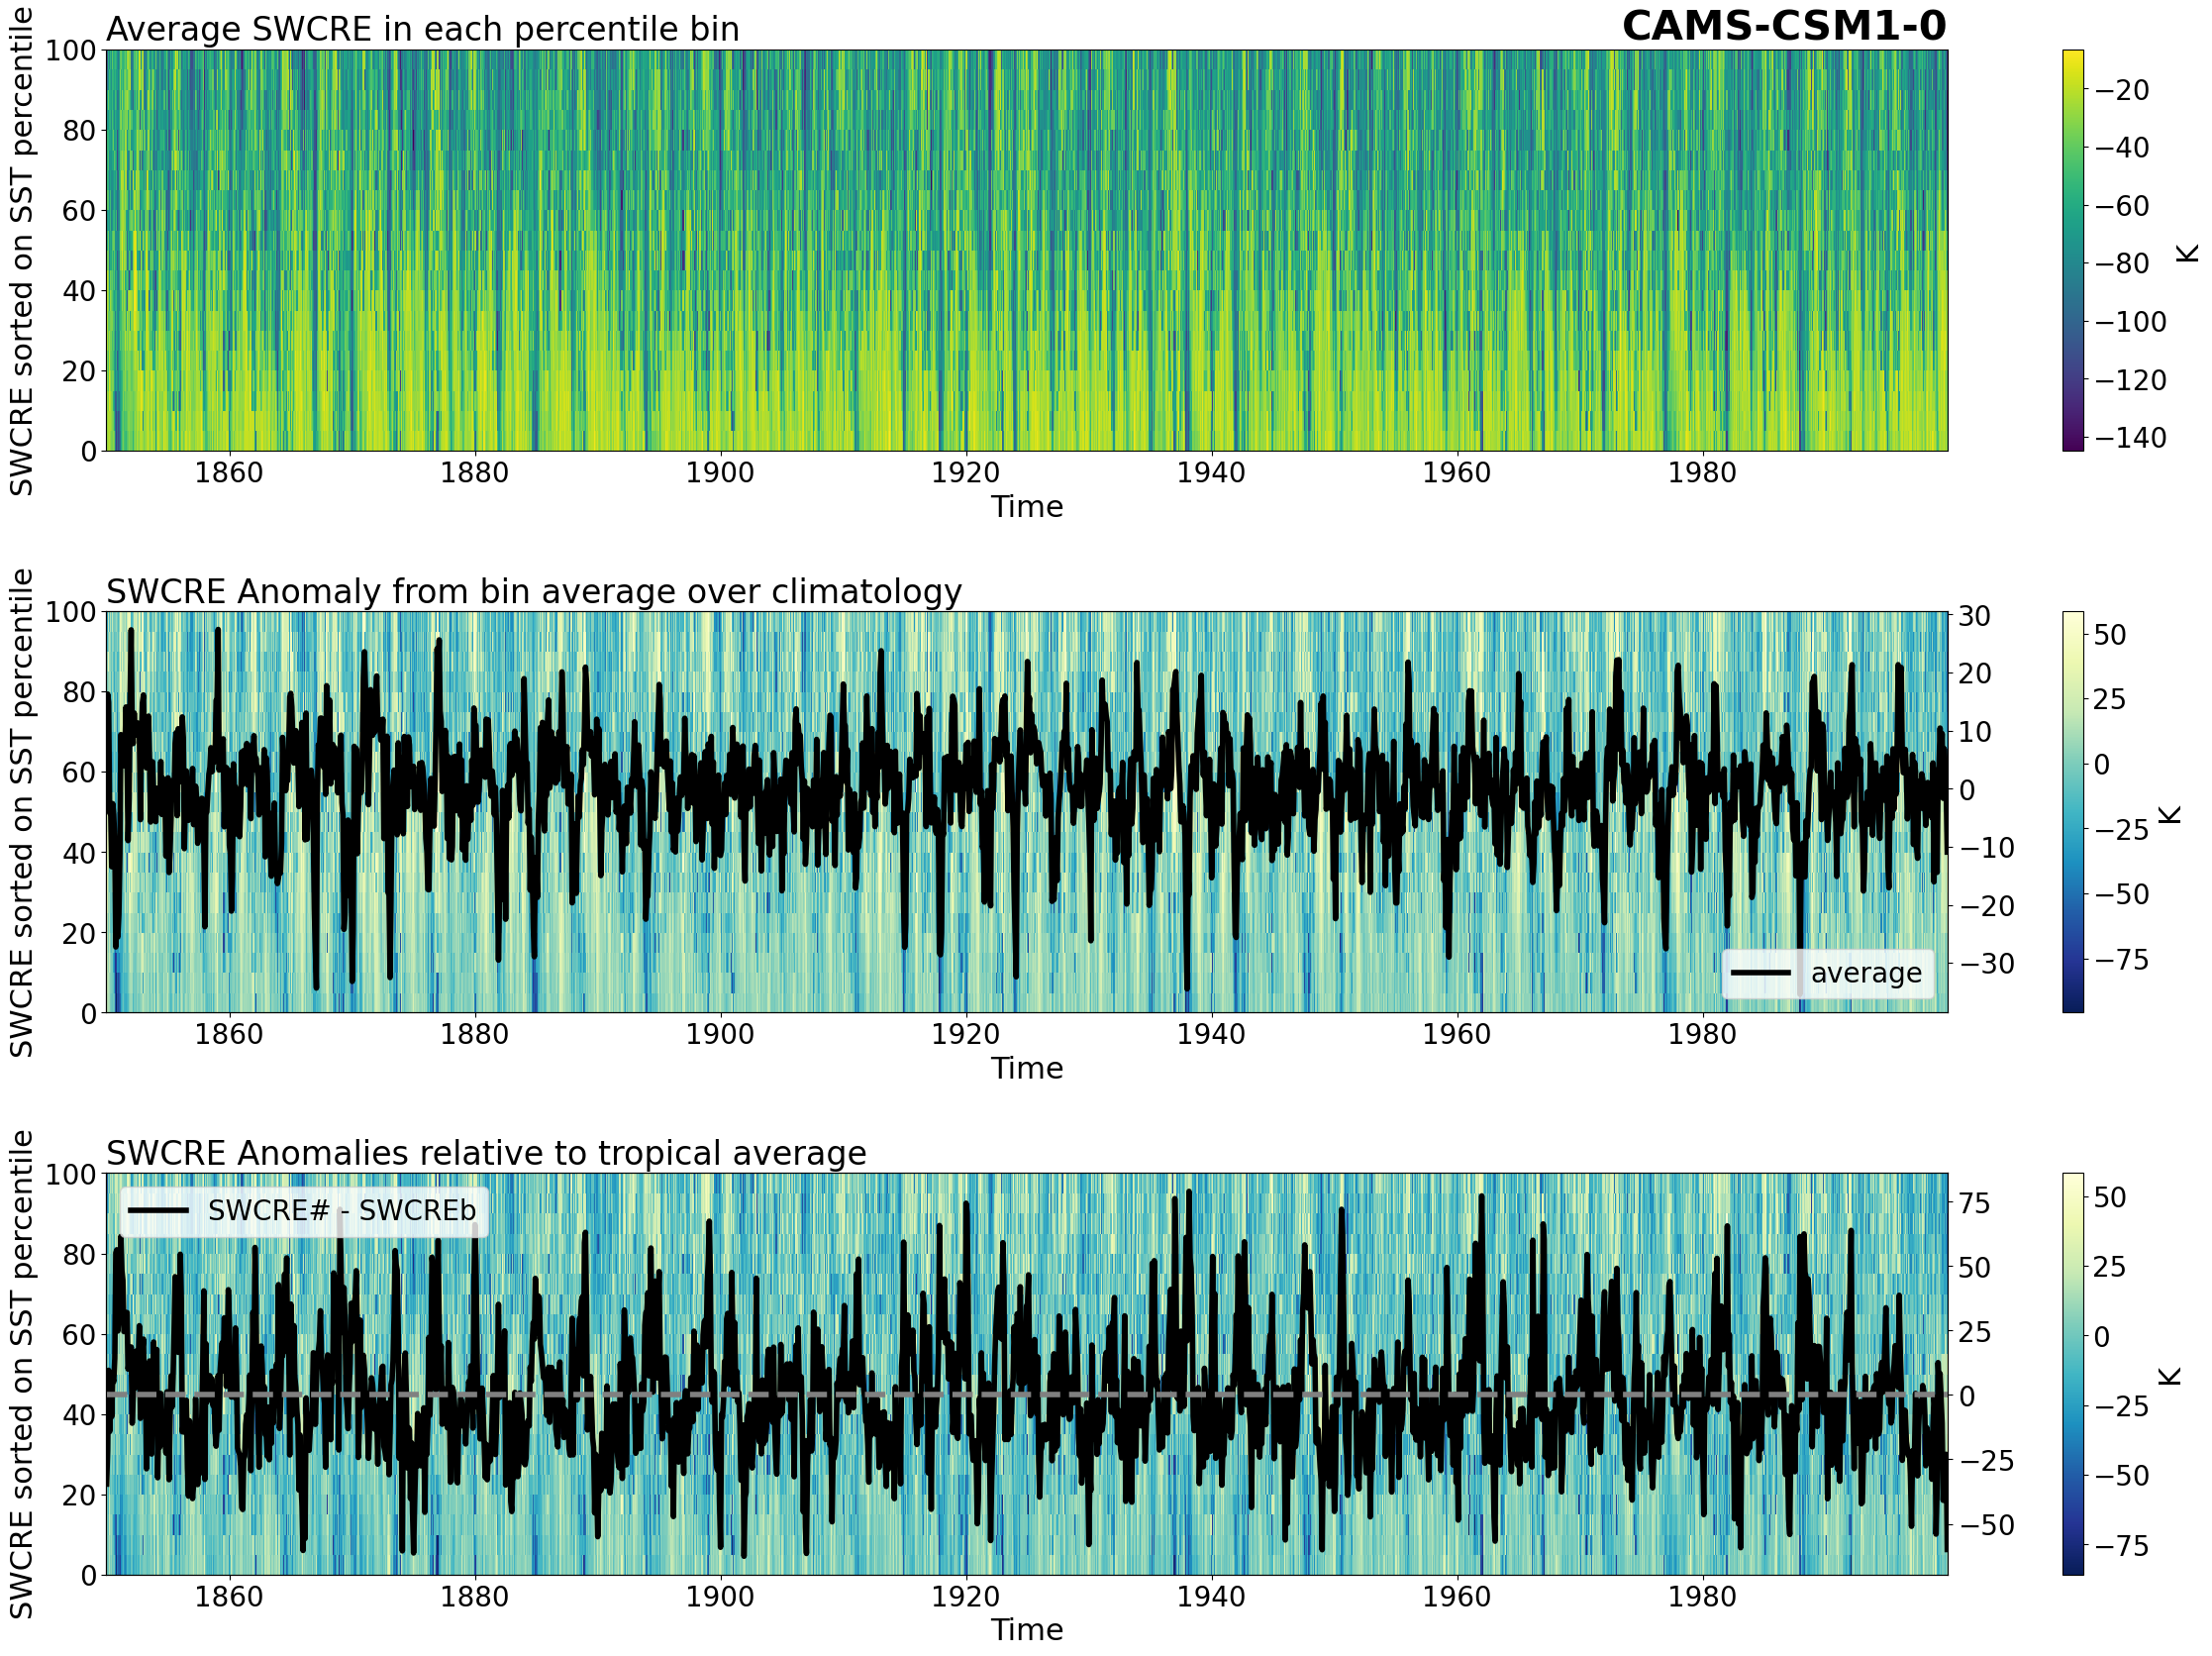 Average SWCRE in each percentile bin
CAMS-CSM1-0
SWCRE sorted on SST percentile
100
80
60
40
20
0
1860 1880 1900 1920 1940 1960 1980
Time
−20
−40
−60
−80
−100
−120
−140
K
SWCRE Anomaly from bin average over climatology
SWCRE sorted on SST percentile
100
80
60
40
20
0
1860 1880 1900 1920 1940 1960 1980
Time
30
20
10
0
−10
−20
−30
average
50
25
0
−25
−50
−75
K
SWCRE Anomalies relative to tropical average
SWCRE sorted on SST percentile
100
80
60
40
20
0
SWCRE# - SWCREb
1860 1880 1900 1920 1940 1960 1980
Time
75
50
25
0
−25
−50
50
25
0
−25
−50
−75
K